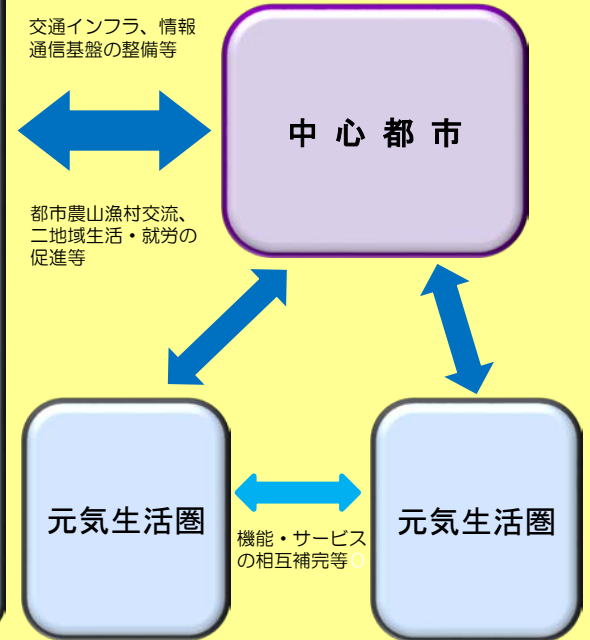 交通インフラ、情報
通信基盤の整備等
中心都市
都市農山漁村交流、
二地域生活・就労の
促進等
元気生活圏
機能・サービス
の相互補完等〇
元気生活圏